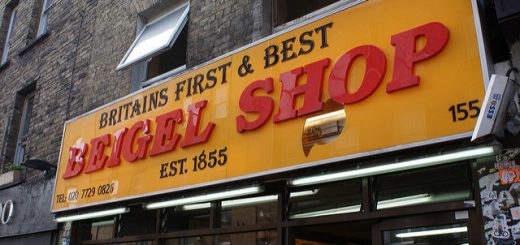 BRITAINS FIRST & BEST
BEIGEL SHOP
EST. 1855
155
TEL: 020 7729 0826